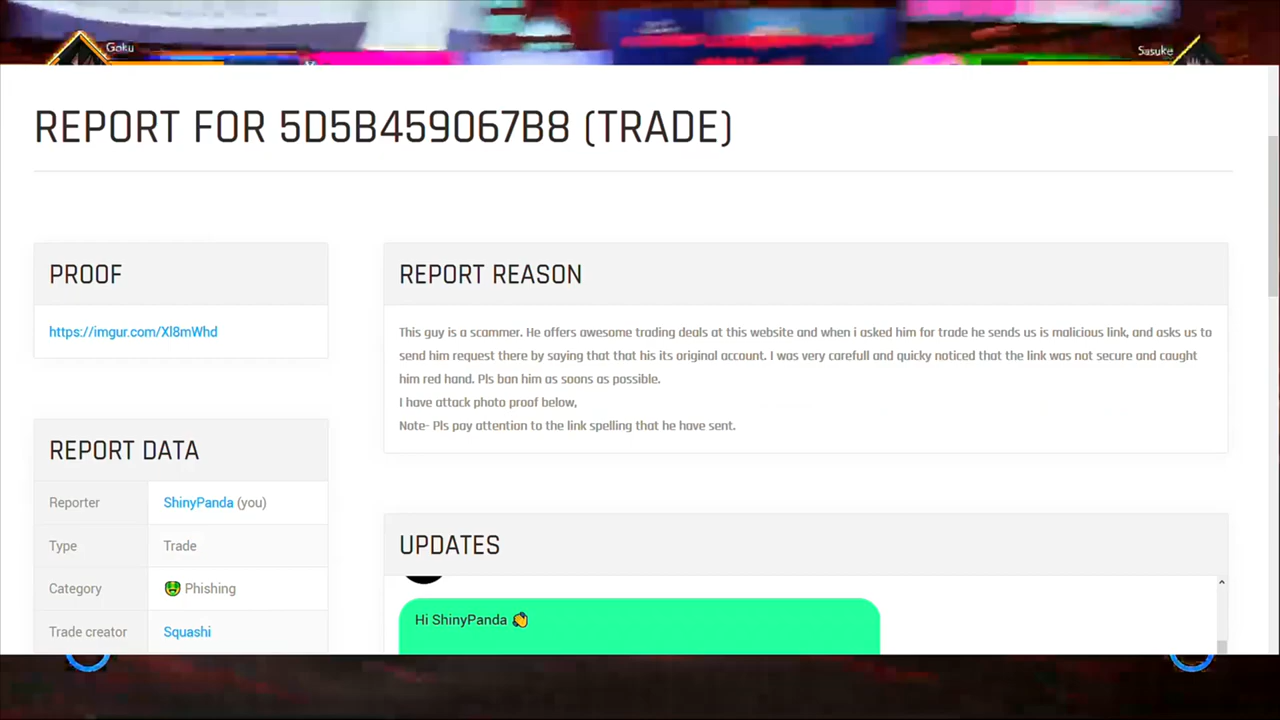 Goku
Sasuke
REPORT FOR 5D5B459067B8 (TRADE)
PROOF
https://imgur.com/Xl8mWhd
REPORT REASON
This guy is a scammer. He offers awesome trading deals at this website and when i asked him for trade he sends us is malicious link, and asks us to
send him request there by saying that that his its original account. I was very carefull and quicky noticed that the link was not secure and caught
him red hand. Pls ban him as soons as possible.
I have attack photo proof below,
Note- Pls pay attention to the link spelling that he have sent.
REPORT DATA
Reporter ShinyPanda (you)
Type Trade
Category Phishing
Trade creator Squashi
UPDATES
Hi ShinyPanda